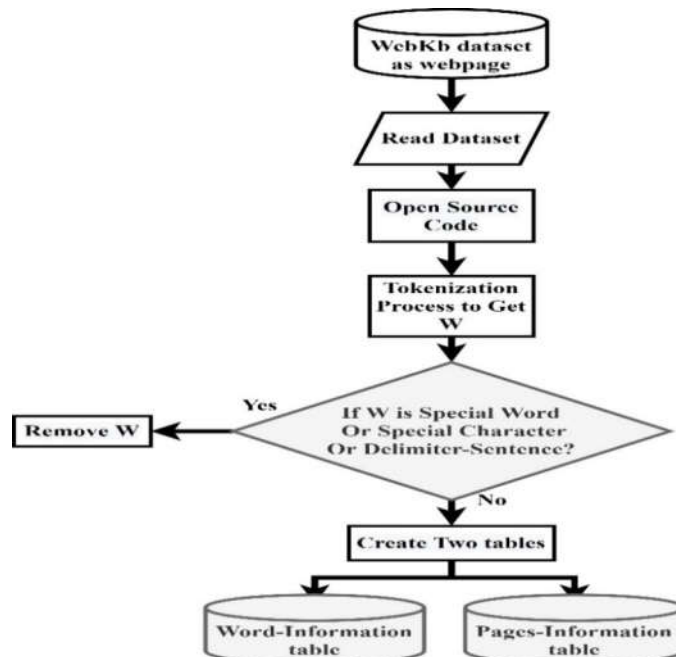 WebKb dataset
as webpage
Read Dataset
Open Source
Code
Tokenization
Process to Get
W
If W is Special Word
Or Special Character
Or Delimiter-Sentence?
Yes
Remove W
No
Create Two tables
Word-Information
table
Pages-Information
table